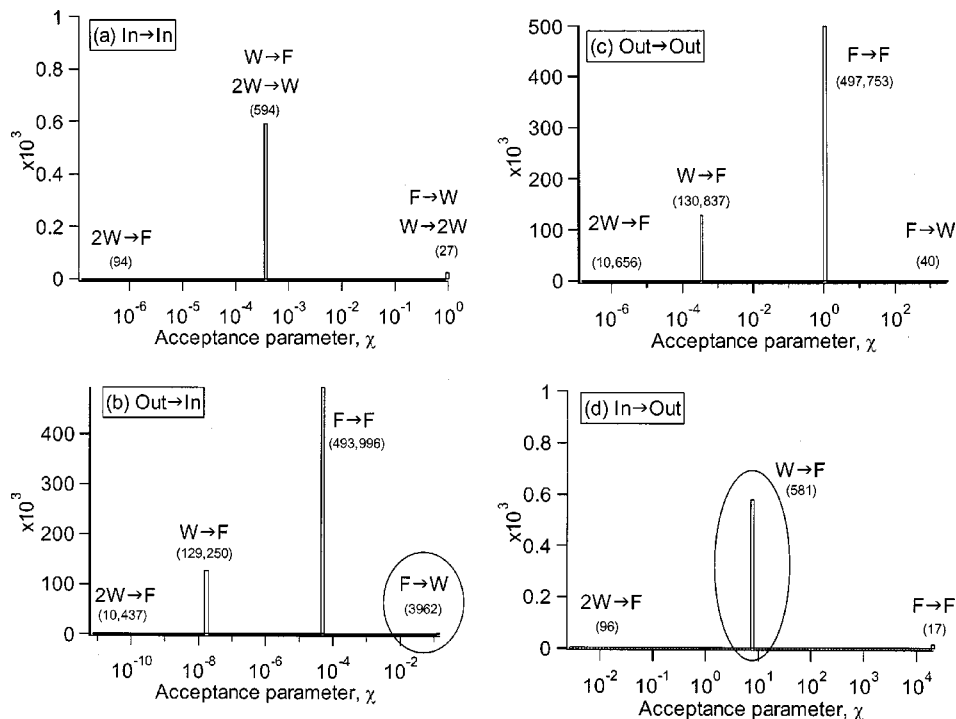 (a) In→In
x10³
1
0.8
0.6
0.4
0.2
0
W→F
2W→W
(594)
F→W
W→2W
(27)
2W→F
(94)
10⁻⁶ 10⁻⁵ 10⁻⁴ 10⁻³ 10⁻² 10⁻¹ 10⁰
Acceptance parameter, χ
(c) Out→Out
x10³
500
400
300
200
100
0
F→F
(497,753)
W→F
(130,837)
2W→F
(10,656)
F→W
(40)
10⁻⁶ 10⁻⁴ 10⁻² 10⁰ 10²
Acceptance parameter, χ
(b) Out→In
x10³
400
300
200
100
0
F→F
(493,996)
W→F
(129,250)
2W→F
(10,437)
F→W
(3962)
10⁻¹⁰ 10⁻⁸ 10⁻⁶ 10⁻⁴ 10⁻²
Acceptance parameter, χ
(d) In→Out
x10³
1
0.8
0.6
0.4
0.2
0
W→F
(581)
2W→F
(96)
F→F
(17)
10⁻² 10⁻¹ 10⁰ 10¹ 10² 10³ 10⁴
Acceptance parameter, χ